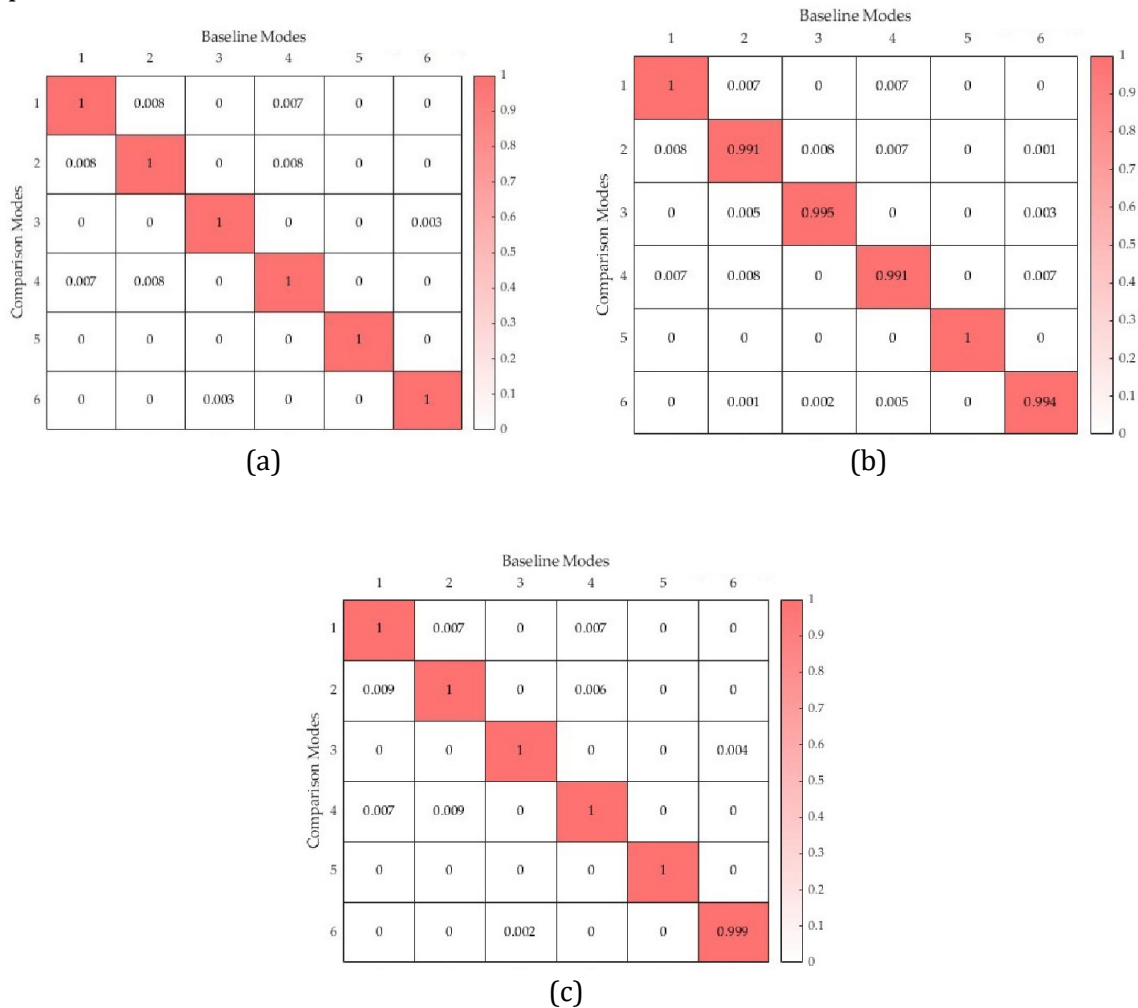 Baseline Modes
1 2 3 4 5 6
1
1 0.008 0 0.007 0 0
0.9
0.8
2 0.008 1 0 0.008 0 0
0.7
Comparison Modes
3 0 0 1 0 0 0.003
0.6
0.5
4 0.007 0.008 0 1 0 0
0.4
0.3
5 0 0 0 0 1 0
0.2
0.1
6 0 0 0.003 0 0 1
0
(a)
Baseline Modes
1 2 3 4 5 6
1
1 1 0.007 0 0.007 0 0
0.9
0.8
2 0.008 0.991 0.008 0.007 0 0.001
0.7
Comparison Modes
3 0 0.005 0.995 0 0 0.003
0.6
0.5
4 0.007 0.008 0 0.991 0 0.007
0.4
0.3
5 0 0 0 0 1 0
0.2
0.1
6 0 0.001 0.002 0.005 0 0.994
0
(b)
Baseline Modes
1 2 3 4 5 6
1
1 1 0.007 0 0.007 0 0
0.9
0.8
2 0.009 1 0 0.006 0 0
0.7
Comparison Modes
3 0 0 1 0 0 0.004
0.6
0.5
4 0.007 0.009 0 1 0 0
0.4
0.3
5 0 0 0 0 1 0
0.2
0.1
6 0 0 0.002 0 0 0.999
0
(c)